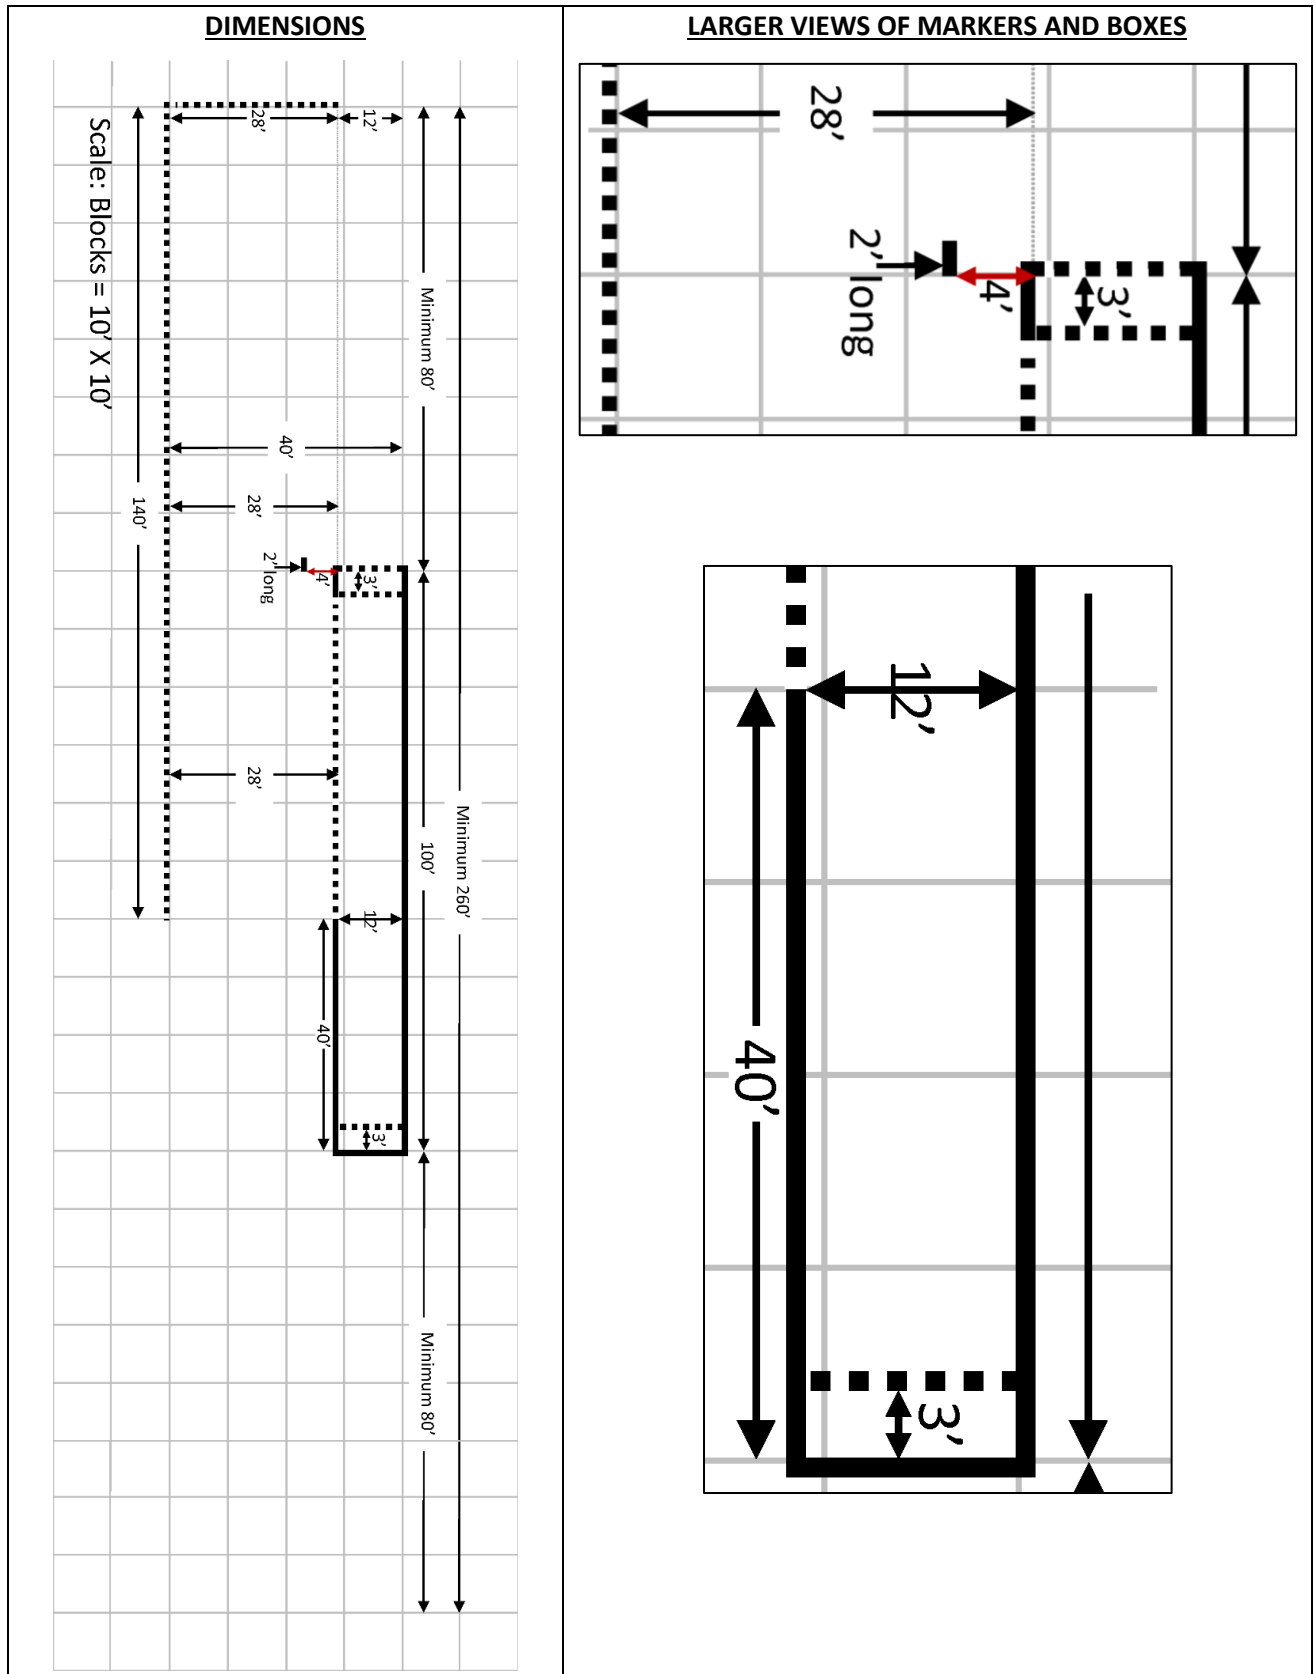 DIMENSIONS
28’
12’
Scale: Blocks = 10’ X 10’
Minimum 80’
40’
28’
140’
2’ long
4’
3’
28’
Minimum 260’
100’
12’
40’
3’
Minimum 80’
LARGER VIEWS OF MARKERS AND BOXES
28’
2’ long
4’
3’
12’
40’
3’